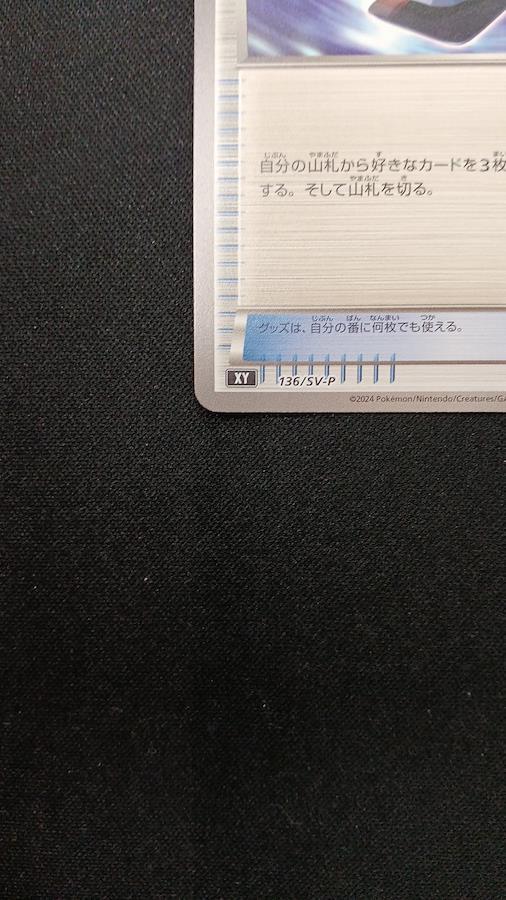 自分の山札から好きなカードを3枚
する。そして山札を切る。
グッズは、自分の番に何枚でも使える。
XY 136/SV-P
©2024 Pokémon/Nintendo/Creatures/GA